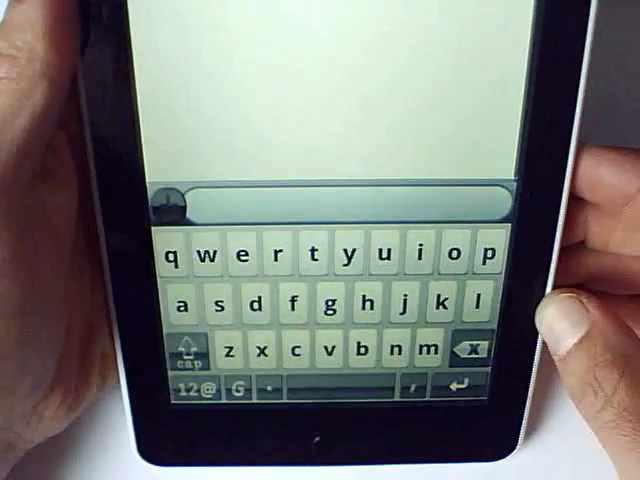 q w e r t y u i o p
a s d f g h j k l
cap z x c v b n m x
12@ G . ,